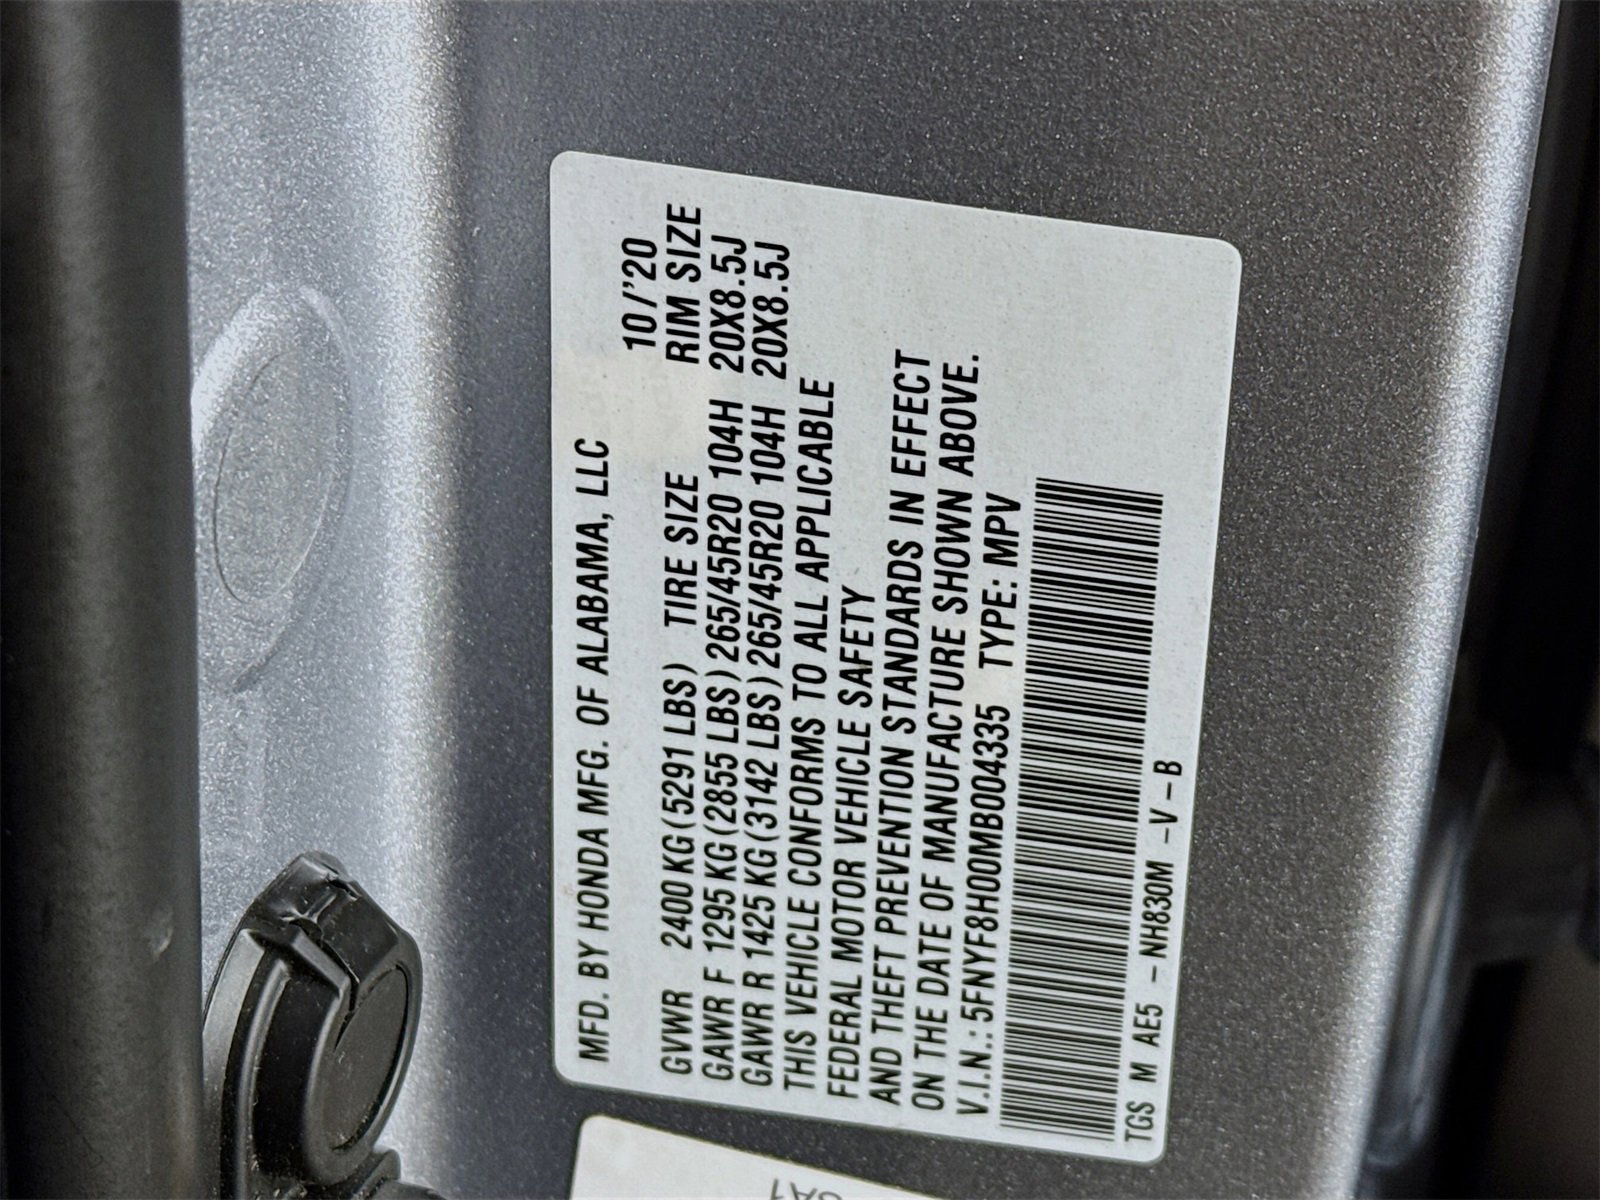 MFD. BY HONDA MFG. OF ALABAMA, LLC
10/'20
GVWR 2400 KG (5291 LBS) TIRE SIZE RIM SIZE
GAWR F 1295 KG (2855 LBS) 265/45R20 104H 20X8.5J
GAWR R 1425 KG (3142 LBS) 265/45R20 104H 20X8.5J
THIS VEHICLE CONFORMS TO ALL APPLICABLE
FEDERAL MOTOR VEHICLE SAFETY
AND THEFT PREVENTION STANDARDS IN EFFECT
ON THE DATE OF MANUFACTURE SHOWN ABOVE.
V.I.N.: 5FNYF8H00MB004335 TYPE: MPV
TGS M AE5 - NH830M - V - B